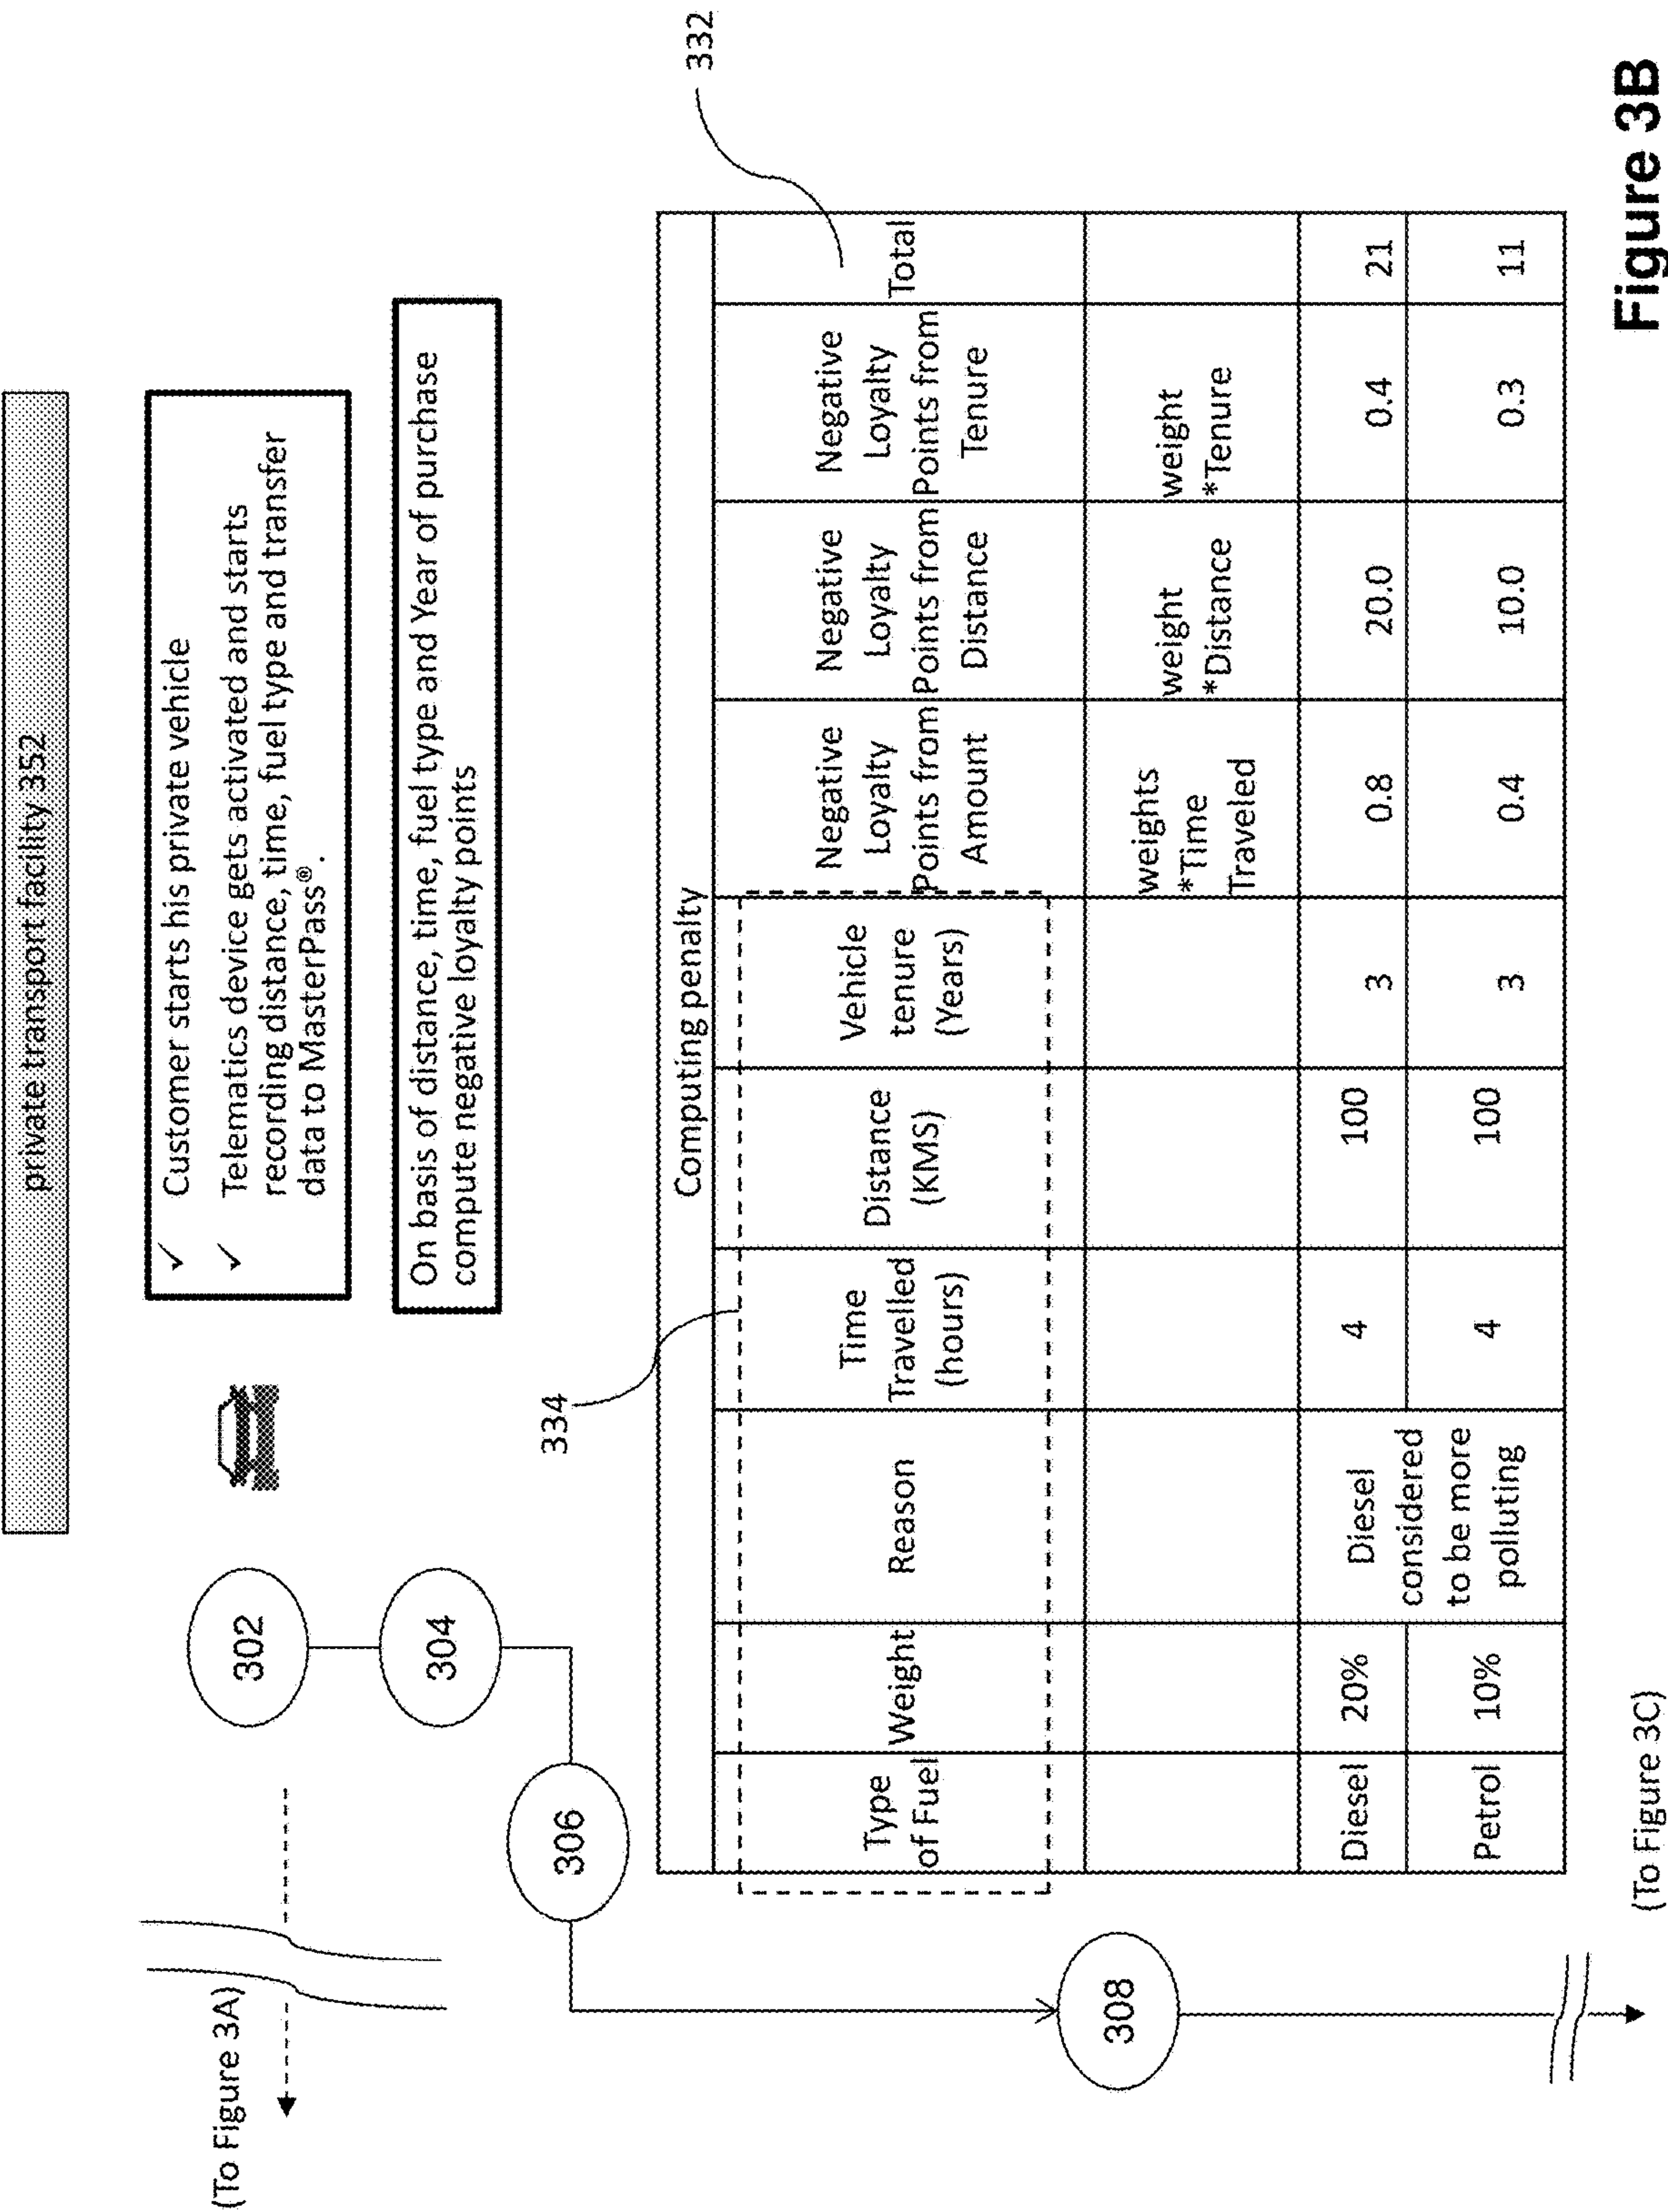 private transport facility 352
(To Figure 3A)
302
✓ Customer starts his private vehicle
✓ Telematics device gets activated and starts
recording distance, time, fuel type and transfer
data to MasterPass®.
304
On basis of distance, time, fuel type and Year of purchase
compute negative loyalty points
306
334
332
Computing penalty
Type
of Fuel
Weight
Reason
Time
Travelled
(hours)
Distance
(KMS)
Vehicle
tenure
(Years)
Negative
Loyalty
Points from
Amount
Negative
Loyalty
Points from
Distance
Negative
Loyalty
Points from
Tenure
Total
weights
*Time
Traveled
weight
*Distance
weight
*Tenure
308
Diesel 20% 4 100 3 0.8 20.0 0.4 21
Diesel
considered
to be more
polluting
Petrol 10% 4 100 3 0.4 10.0 0.3 11
(To Figure 3C)
Figure 3B